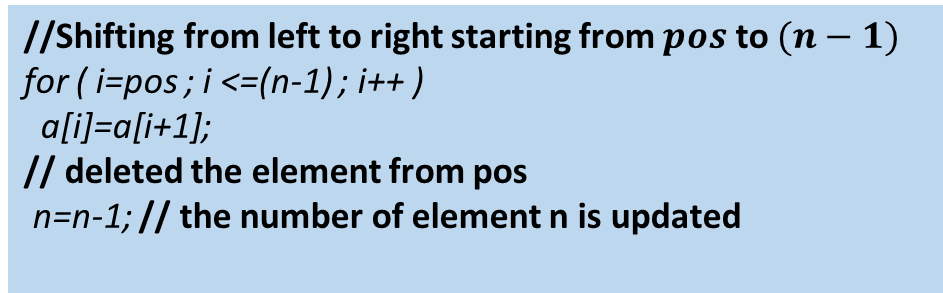 //Shifting from left to right starting from pos to (n − 1)
for ( i=pos ; i <=(n-1) ; i++ )
a[i]=a[i+1];
// deleted the element from pos
n=n-1; // the number of element n is updated